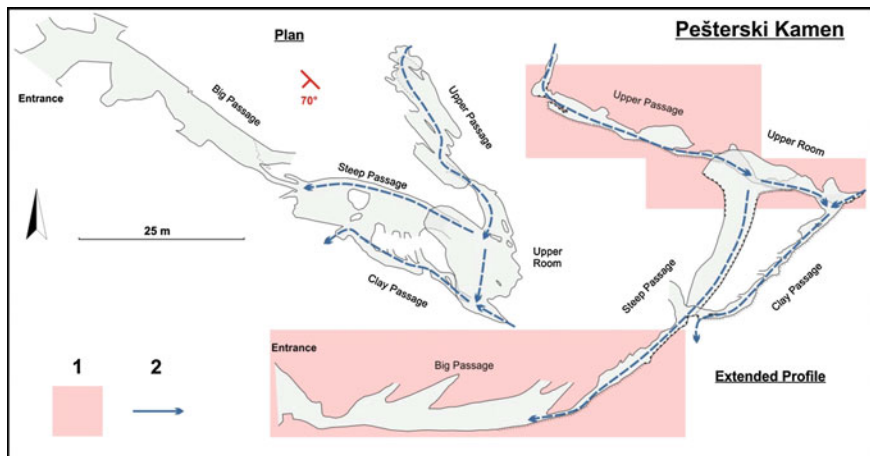 Plan
Pešterski Kamen
Entrance
Big Passage
70°
Upper Passage
Upper Passage
Upper Room
Steep Passage
25 m
Upper
Room
Clay Passage
Steep Passage
Clay Passage
Entrance
Big Passage
1
2
Extended Profile